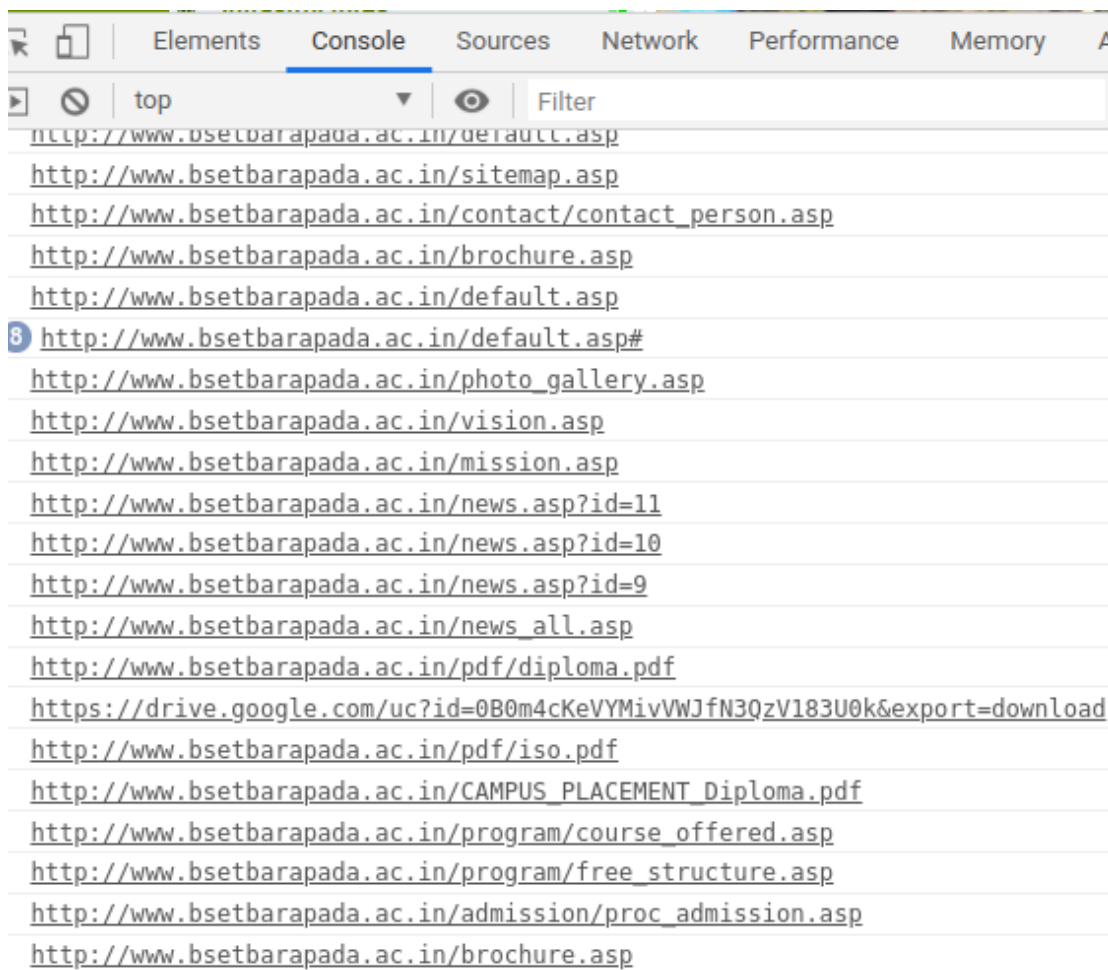 Elements Console Sources Network Performance Memory
top Filter
http://www.bsetbarapada.ac.in/default.asp
http://www.bsetbarapada.ac.in/sitemap.asp
http://www.bsetbarapada.ac.in/contact/contact_person.asp
http://www.bsetbarapada.ac.in/brochure.asp
http://www.bsetbarapada.ac.in/default.asp
8 http://www.bsetbarapada.ac.in/default.asp#
http://www.bsetbarapada.ac.in/photo_gallery.asp
http://www.bsetbarapada.ac.in/vision.asp
http://www.bsetbarapada.ac.in/mission.asp
http://www.bsetbarapada.ac.in/news.asp?id=11
http://www.bsetbarapada.ac.in/news.asp?id=10
http://www.bsetbarapada.ac.in/news.asp?id=9
http://www.bsetbarapada.ac.in/news_all.asp
http://www.bsetbarapada.ac.in/pdf/diploma.pdf
https://drive.google.com/uc?id=0B0m4cKeVYMivVWJfN3QzV183U0k&export=download
http://www.bsetbarapada.ac.in/pdf/iso.pdf
http://www.bsetbarapada.ac.in/CAMPUS_PLACEMENT_Diploma.pdf
http://www.bsetbarapada.ac.in/program/course_offered.asp
http://www.bsetbarapada.ac.in/program/free_structure.asp
http://www.bsetbarapada.ac.in/admission/proc_admission.asp
http://www.bsetbarapada.ac.in/brochure.asp